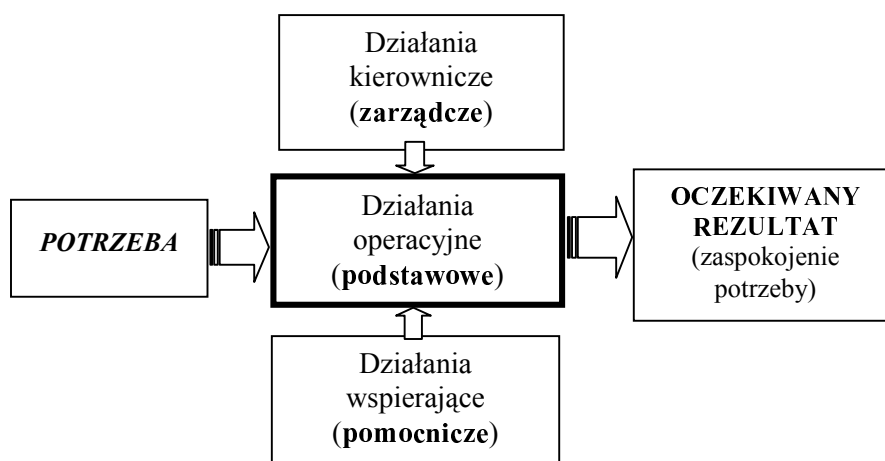 Działania
kierownicze
(zarządcze)
POTRZEBA
Działania
operacyjne
(podstawowe)
OCZEKIWANY
REZULTAT
(zaspokojenie
potrzeby)
Działania
wspierające
(pomocnicze)